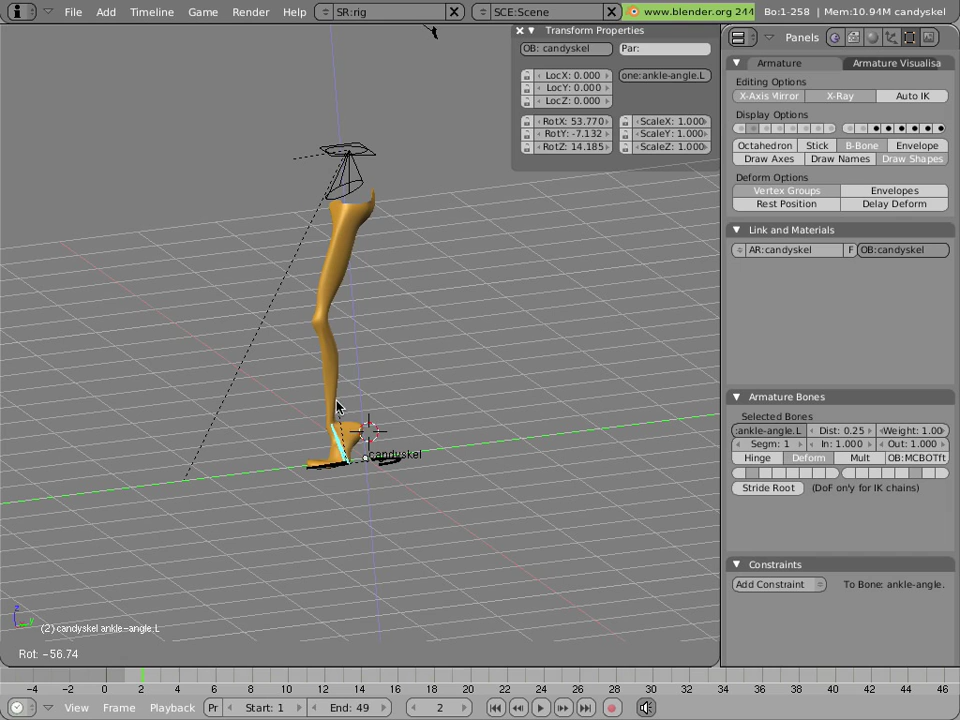 File Add Timeline Game Render Help SR:rig SCE:Scene www.blender.org 244 Bo:1-258 | Mem:10.94M candyskel
Transform Properties
OB: candyskel Par:
LocX: 0.000 one:ankle-angle.L
LocY: 0.000
LocZ: 0.000
RotX: 53.770 ScaleX: 1.000
RotY: -7.132 ScaleY: 1.000
RotZ: 14.185 ScaleZ: 1.000
Panels
Armature Armature Visualisa
Editing Options
X-Axis Mirror X-Ray Auto IK
Display Options
Octahedron Stick B-Bone Envelope
Draw Axes Draw Names Draw Shapes
Deform Options
Vertex Groups Envelopes
Rest Position Delay Deform
Link and Materials
AR:candyskel F OB:candyskel
Armature Bones
Selected Bones
:ankle-angle.L Dist: 0.25 Weight: 1.00
Segm: 1 In: 1.000 Out: 1.000
Hinge Deform Mult OB:MCBOTft
Stride Root (DoF only for IK chains)
Constraints
Add Constraint To Bone: ankle-angle.
candyskel
z
y
(2) candyskel ankle-angle.L
Rot: -56.74
-4 -2 0 2 4 6 8 10 12 14 16 18 20 22 24 26 28 30 32 34 36 38 40 42 44 46
View Frame Playback Pr Start: 1 End: 49 2